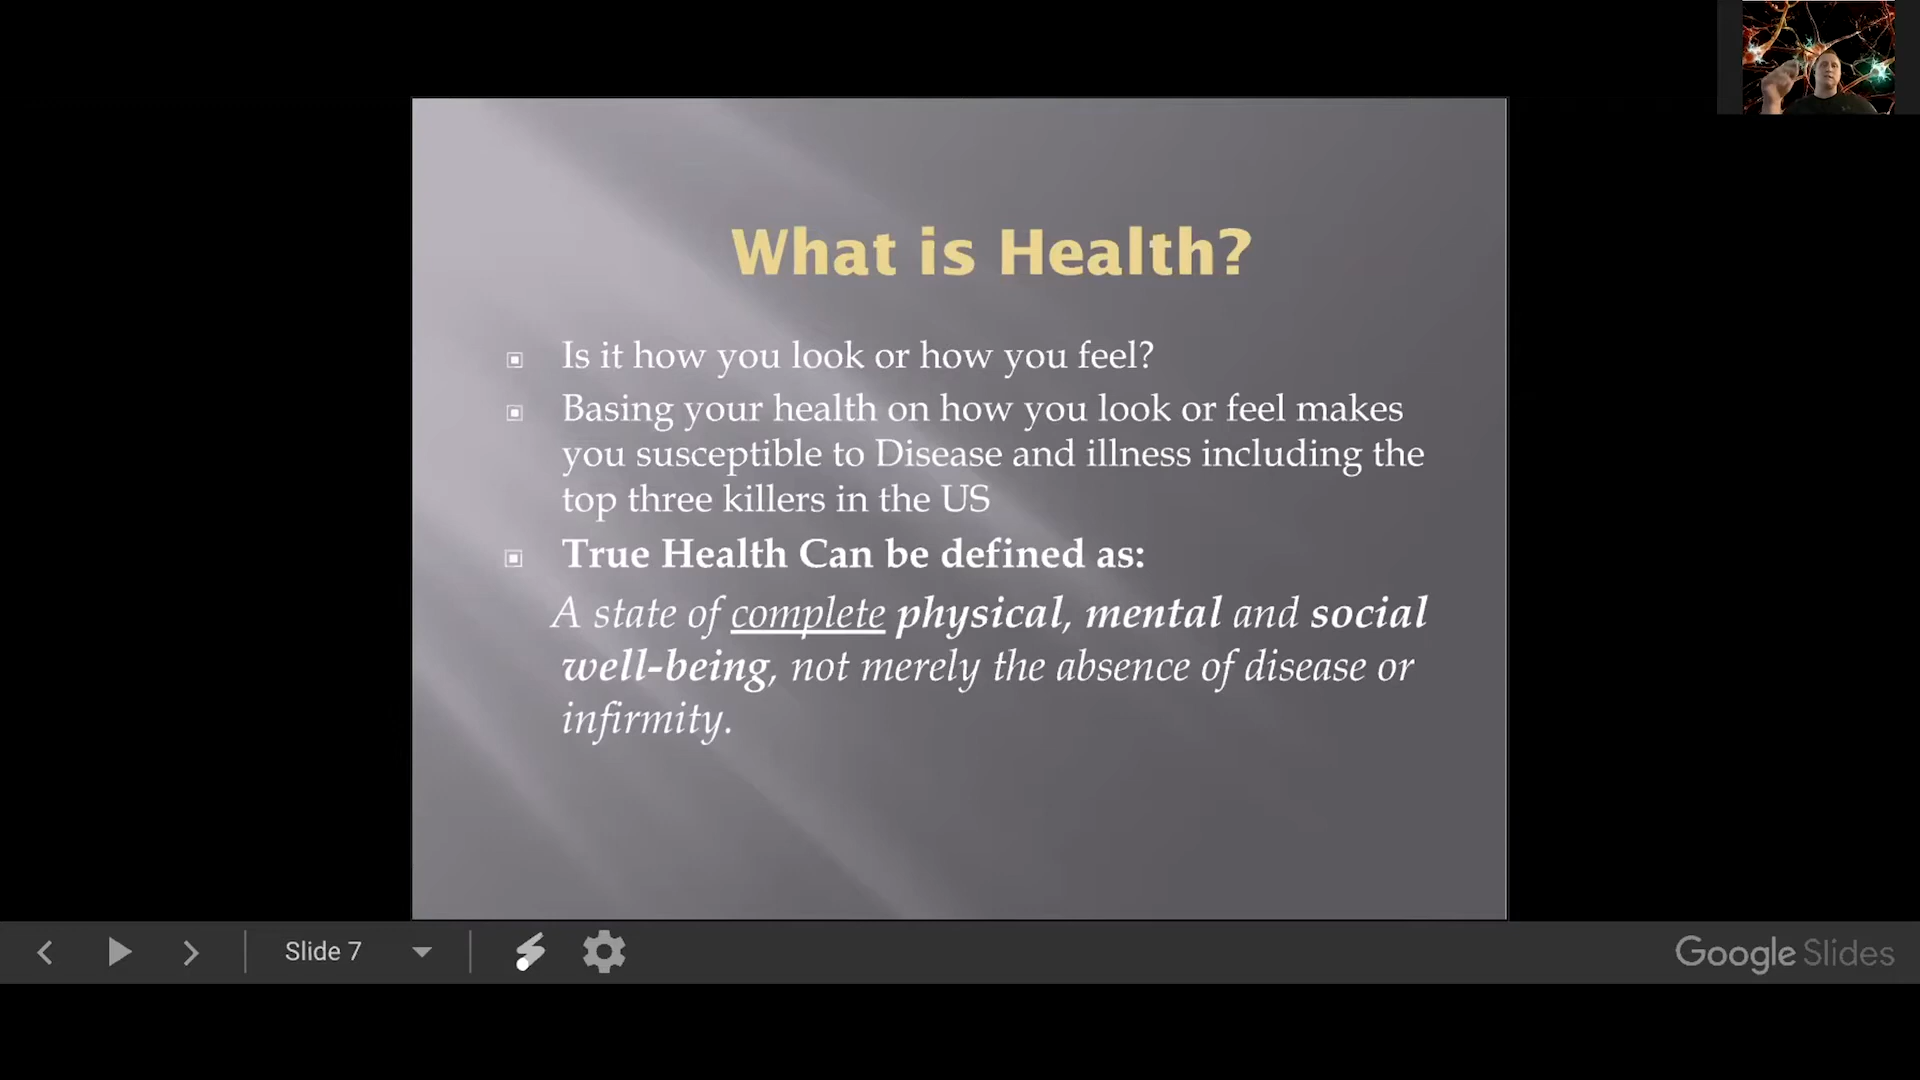 What is Health?
Is it how you look or how you feel?
Basing your health on how you look or feel makes
you susceptible to Disease and illness including the
top three killers in the US
True Health Can be defined as:
A state of complete physical, mental and social
well-being, not merely the absence of disease or
infirmity.
Slide 7
Google Slides